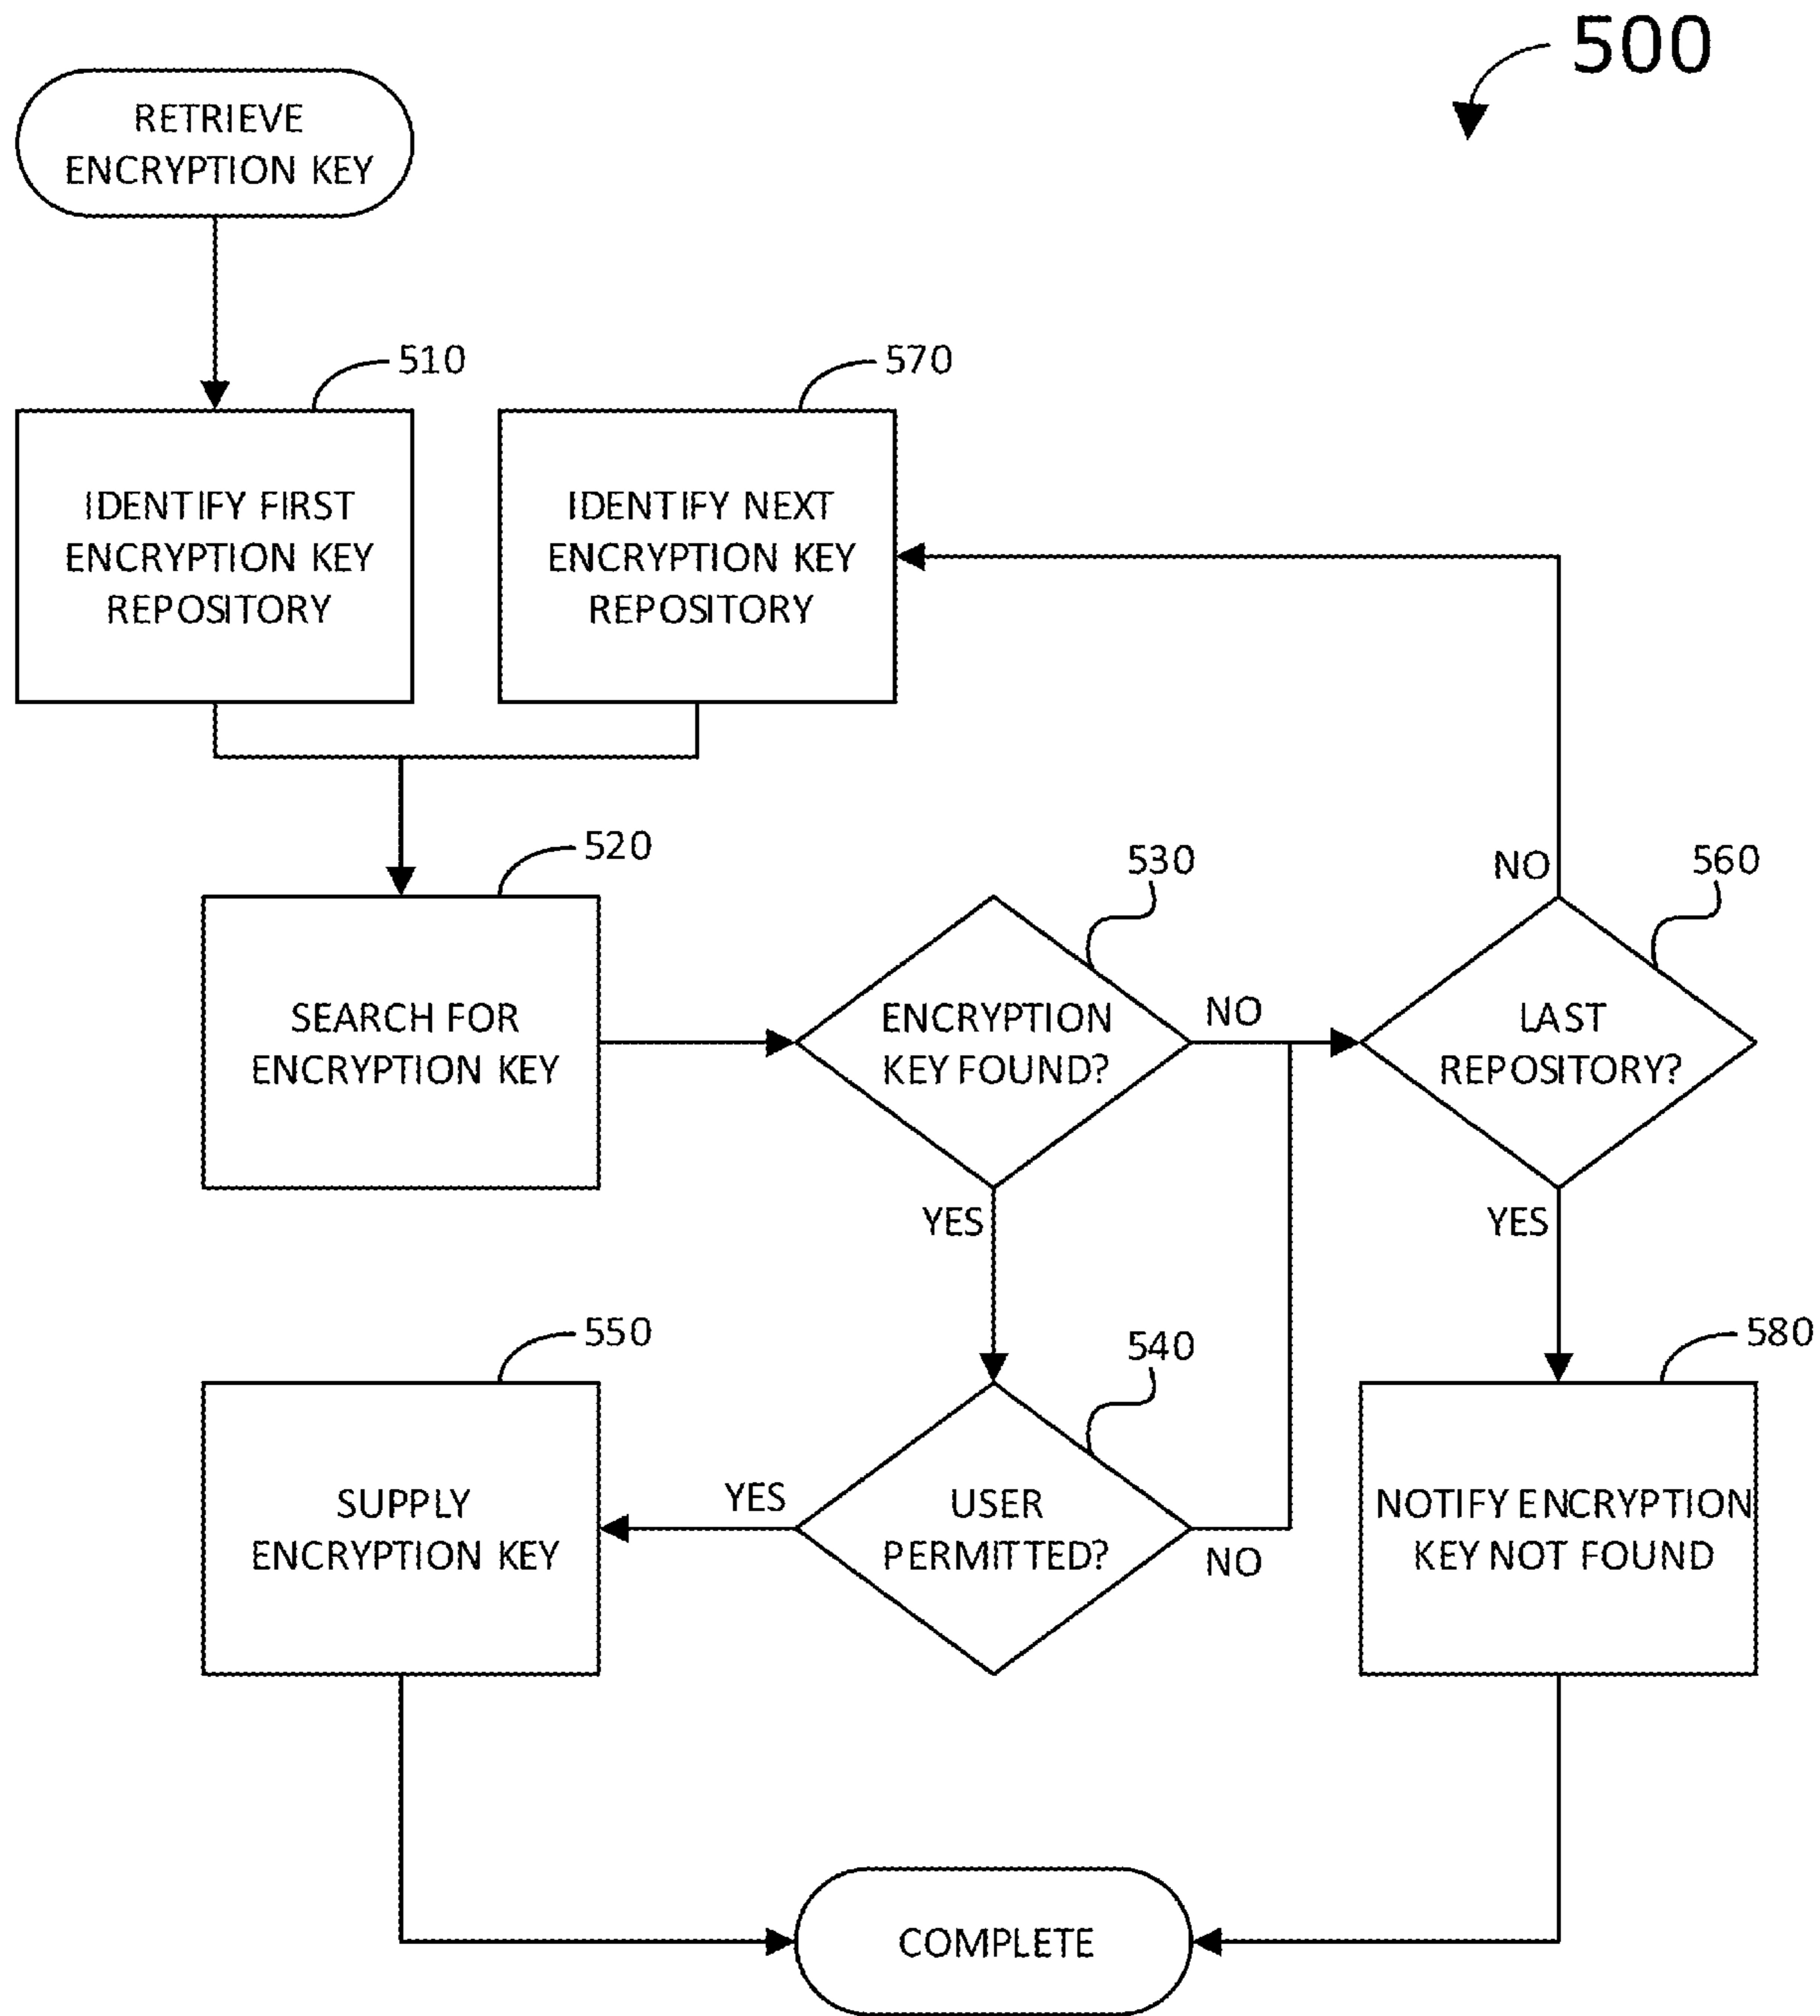 500
RETRIEVE
ENCRYPTION KEY
510
570
IDENTIFY FIRST
ENCRYPTION KEY
REPOSITORY
IDENTIFY NEXT
ENCRYPTION KEY
REPOSITORY
520
530
NO
560
SEARCH FOR
ENCRYPTION KEY
ENCRYPTION
KEY FOUND?
NO
LAST
REPOSITORY?
YES
YES
550
540
580
SUPPLY
ENCRYPTION KEY
YES
USER
PERMITTED?
NO
NOTIFY ENCRYPTION
KEY NOT FOUND
COMPLETE